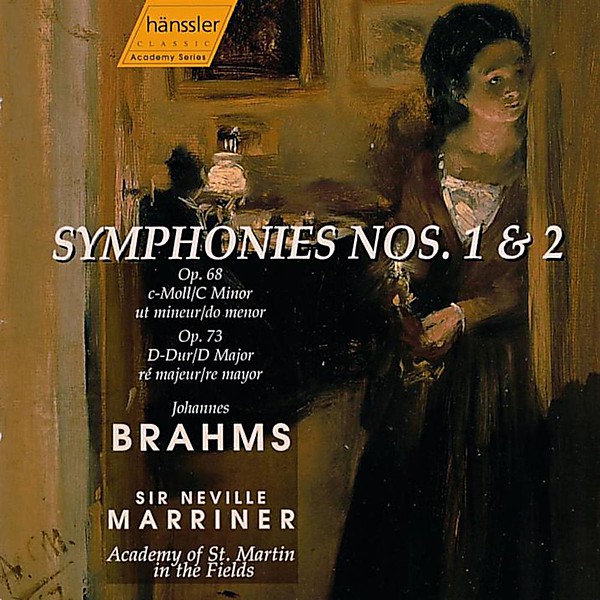 hänssler
CLASSIC
Academy Series
SYMPHONIES NOS. 1 & 2
Op. 68
c-Moll/C Minor
ut mineur/do menor
Op. 73
D-Dur/D Major
ré majeur/re mayor
Johannes
BRAHMS
SIR NEVILLE
MARRINER
Academy of St. Martin
in the Fields